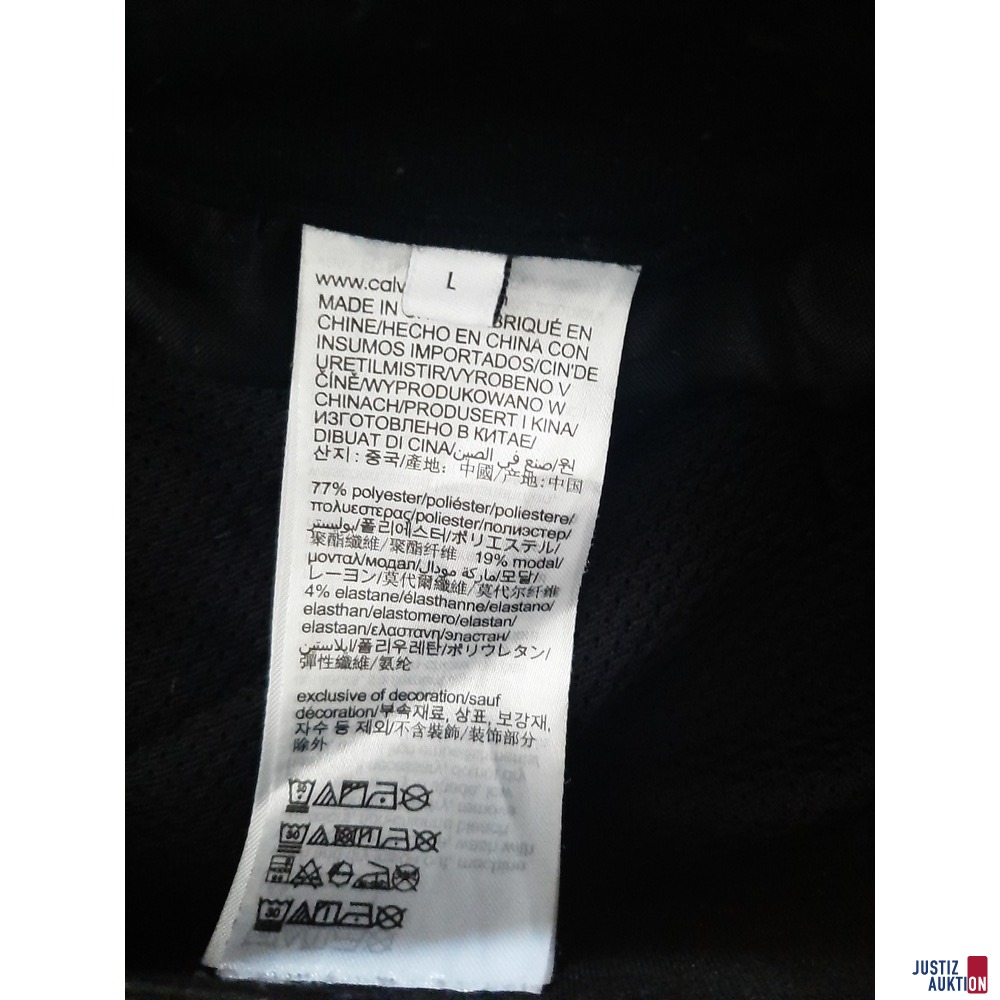 L
www.calv
MADE IN BRIQUÉ EN
CHINE/HECHO EN CHINA CON
INSUMOS IMPORTADOS/CIN'DE
URETILMISTIR/VYROBENO V
ČÍNĚ/WYPRODUKOWANO W
CHINACH/PRODUSERT I KINA/
ИЗГОТОВЛЕНО В КИТАЕ/
DIBUAT DI CINA/صنع في الصين/원
산지: 중국/產地: 中國/产地:中国
77% polyester/poliéster/poliestere/
πολυεστερας/poliester/полиэстер/
بوليستر/폴리에스터/ポリエステル/
聚酯纖維/聚酯纤维 19% modal/
μονταλ/модал/ماركة مودال/모달/
レーヨン/莫代爾纖維/莫代尔纤维
4% elastane/élasthanne/elastano/
elasthan/elastomero/elastan/
elastaan/ελαστανη/эластан/
ايلاستين/폴리우레탄/ポリウレタン/
彈性纖維/氨纶
exclusive of decoration/sauf
décoration/부속재료, 상표, 보강재,
자수 등 제외/不含裝飾/装饰部分
除外
30
30
30
JUSTIZ
AUKTION